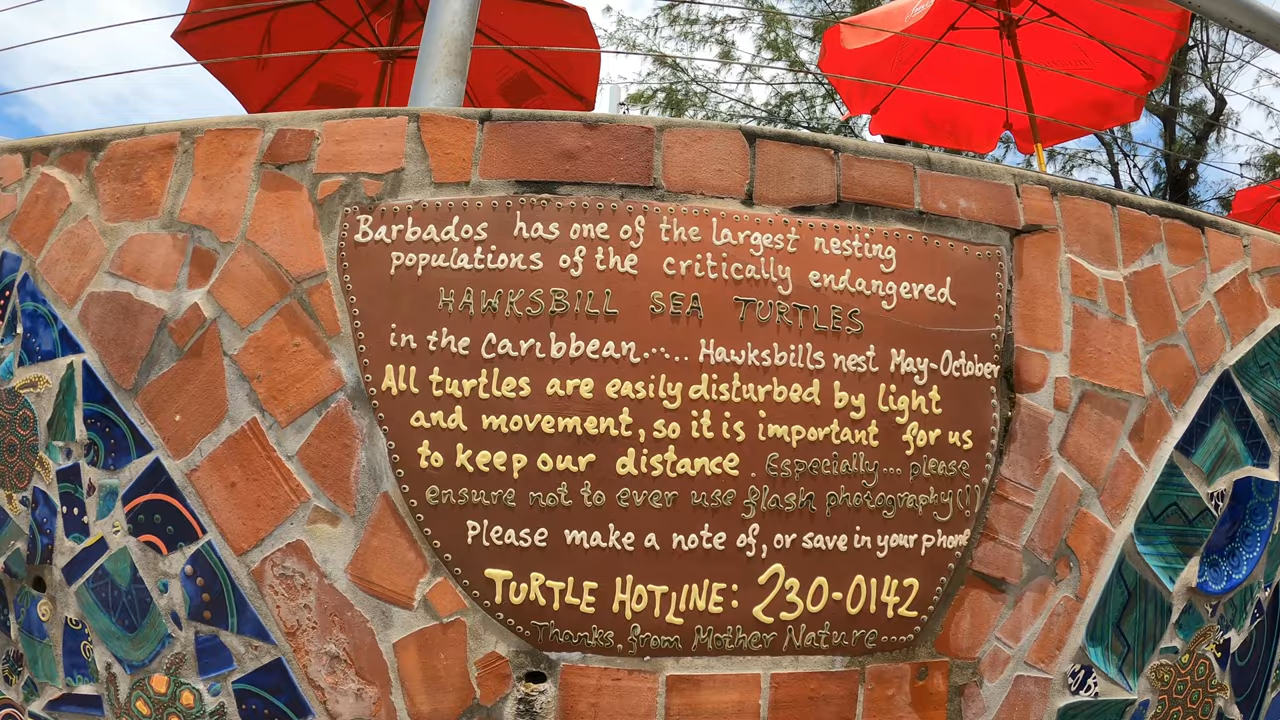 Barbados has one of the largest nesting
populations of the critically endangered
HAWKSBILL SEA TURTLES
in the Caribbean..... Hawksbills nest May-October
All turtles are easily disturbed by light
and movement, so it is important for us
to keep our distance. Especially... please
ensure not to ever use flash photography(!)
Please make a note of, or save in your phone
TURTLE HOTLINE: 230-0142
Thanks, from Mother Nature....